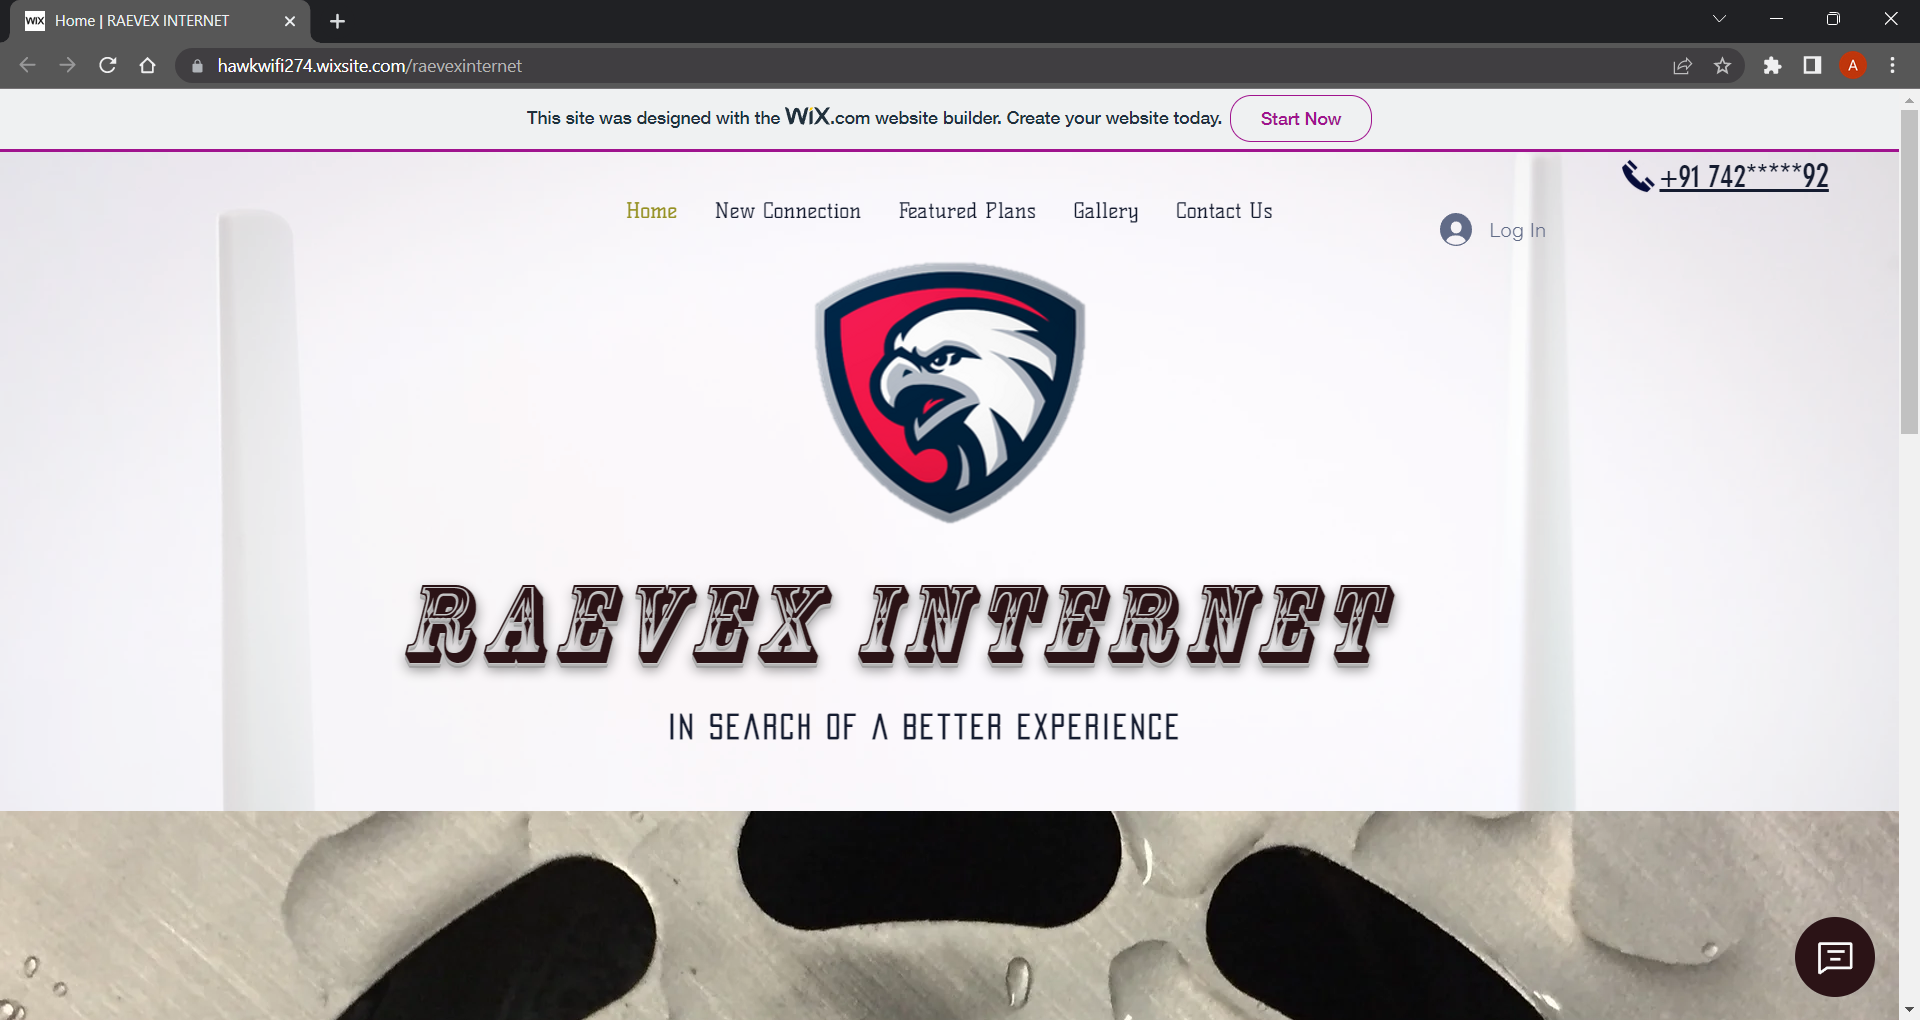 WIX Home | RAEVEX INTERNET
hawkwifi274.wixsite.com/raevexinternet
A
This site was designed with the WiX.com website builder. Create your website today. Start Now
+91 742*****92
Home New Connection Featured Plans Gallery Contact Us
Log In
RAEVEX INTERNET
IN SEARCH OF A BETTER EXPERIENCE